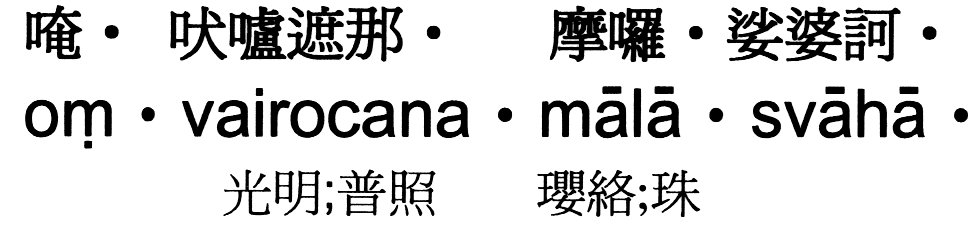 唵· 吠嚧遮那· 摩囉·娑婆訶·
oṃ·vairocana·mālā·svāhā·
光明;普照 瓔絡;珠